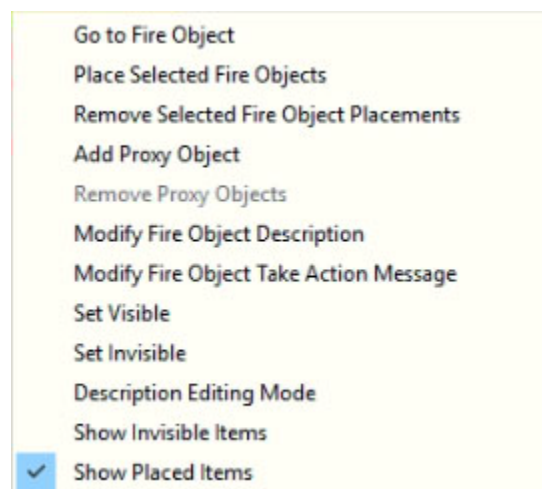 Go to Fire Object
Place Selected Fire Objects
Remove Selected Fire Object Placements
Add Proxy Object
Remove Proxy Objects
Modify Fire Object Description
Modify Fire Object Take Action Message
Set Visible
Set Invisible
Description Editing Mode
Show Invisible Items
Show Placed Items